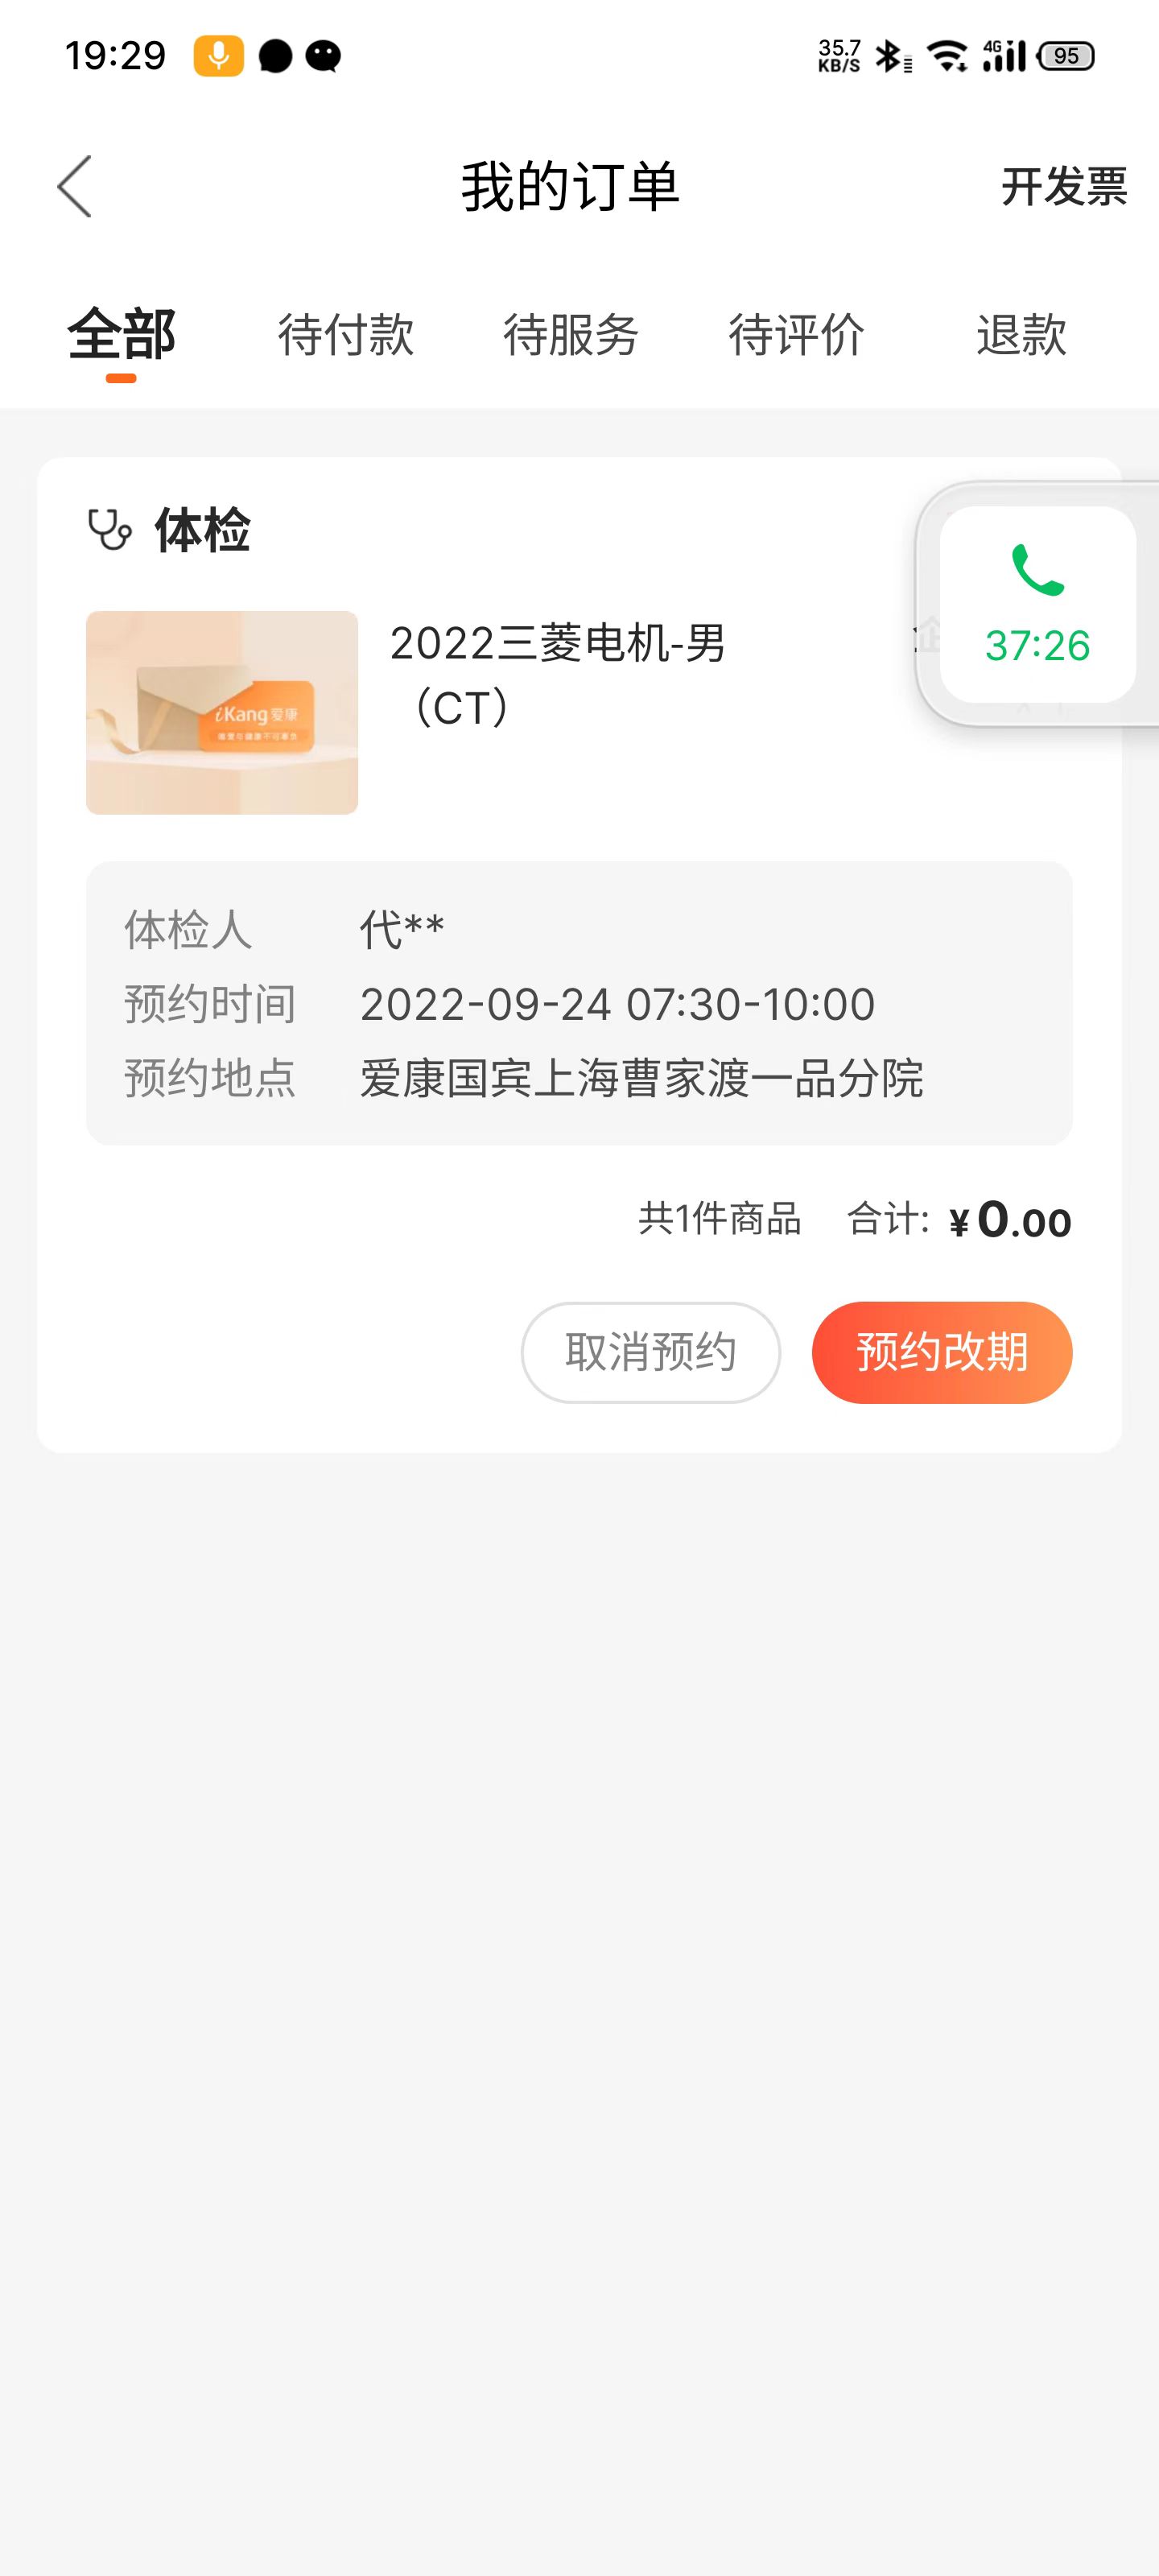 19:29
35.7
KB/S
4G
95
我的订单
开发票
全部 待付款 待服务 待评价 退款
体检
37:26
2022三菱电机-男
（CT）
iKang 爱康
体检人 代**
预约时间 2022-09-24 07:30-10:00
预约地点 爱康国宾上海曹家渡一品分院
共1件商品 合计: ¥0.00
取消预约 预约改期